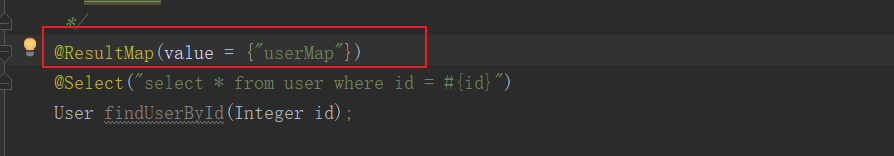 */
@ResultMap(value = {"userMap"})
@Select("select * from user where id = #{id}")
User findUserById(Integer id);